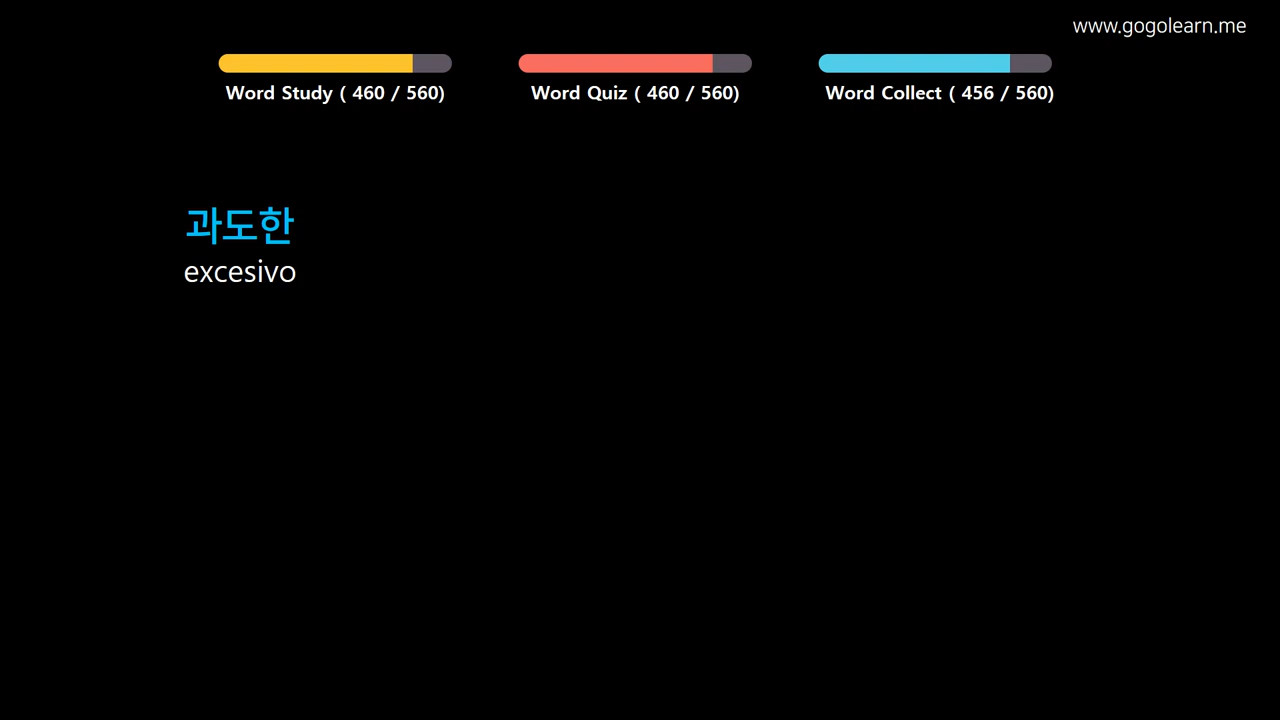 www.gogolearn.me
Word Study ( 460 / 560)
Word Quiz ( 460 / 560)
Word Collect ( 456 / 560)
과도한
excesivo